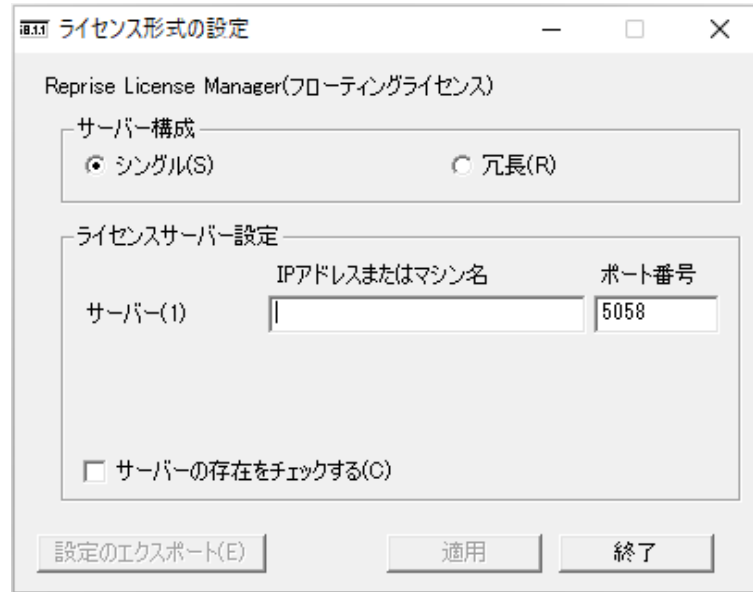 i8.1.1 ライセンス形式の設定
Reprise License Manager(フローティングライセンス)
サーバー構成
シングル(S) 冗長(R)
ライセンスサーバー設定
IPアドレスまたはマシン名 ポート番号
サーバー(1) 5058
サーバーの存在をチェックする(C)
設定のエクスポート(E) 適用 終了